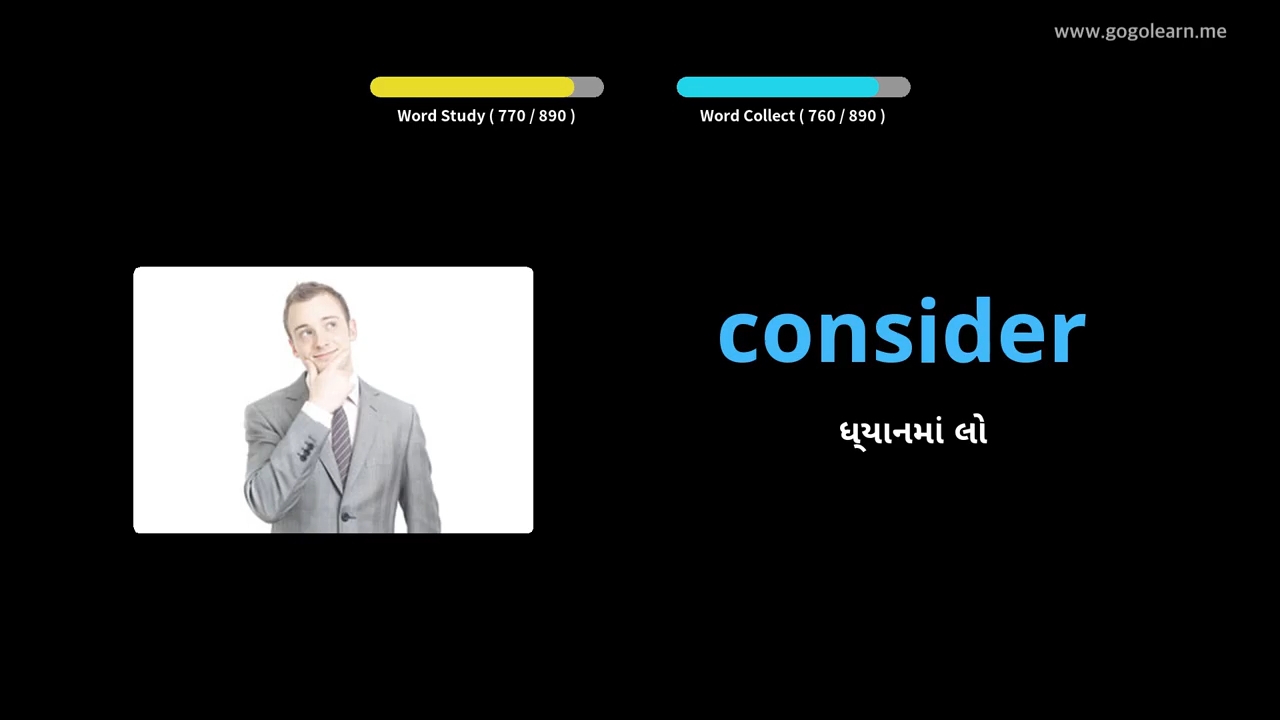 www.gogolearn.me
Word Study ( 770 / 890 )
Word Collect ( 760 / 890 )
consider
ધ્યાનમાં લો